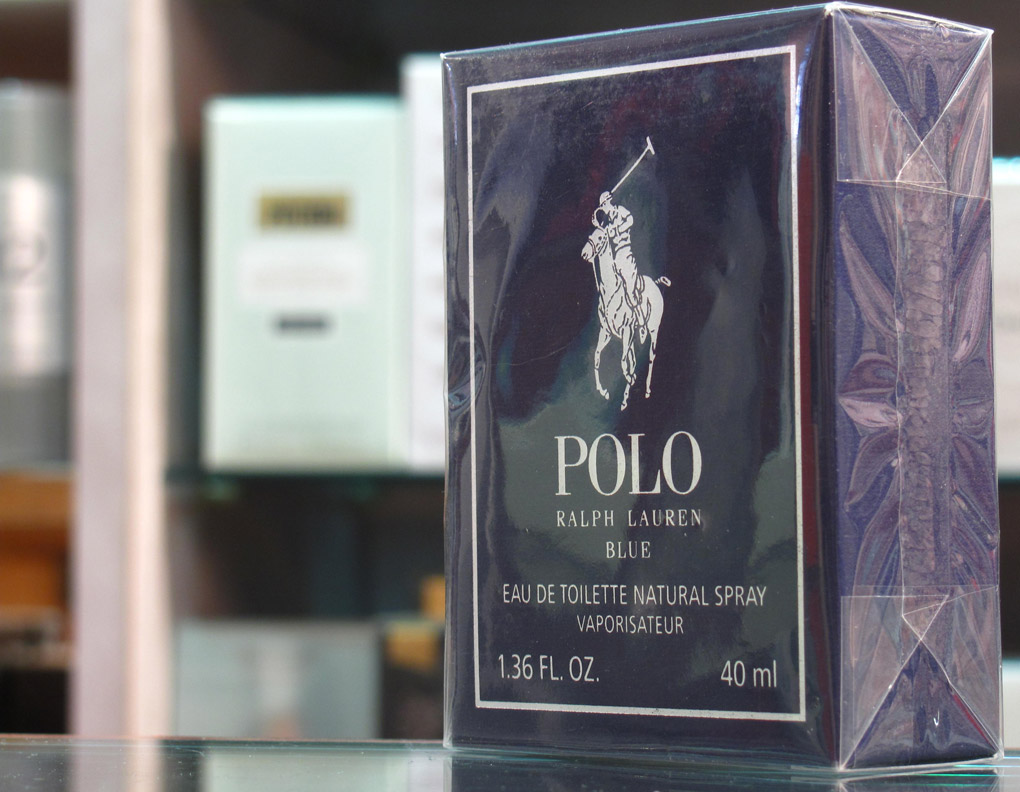 POLO
RALPH LAUREN
BLUE
EAU DE TOILETTE NATURAL SPRAY
VAPORISATEUR
1.36 FL. OZ. 40 ml